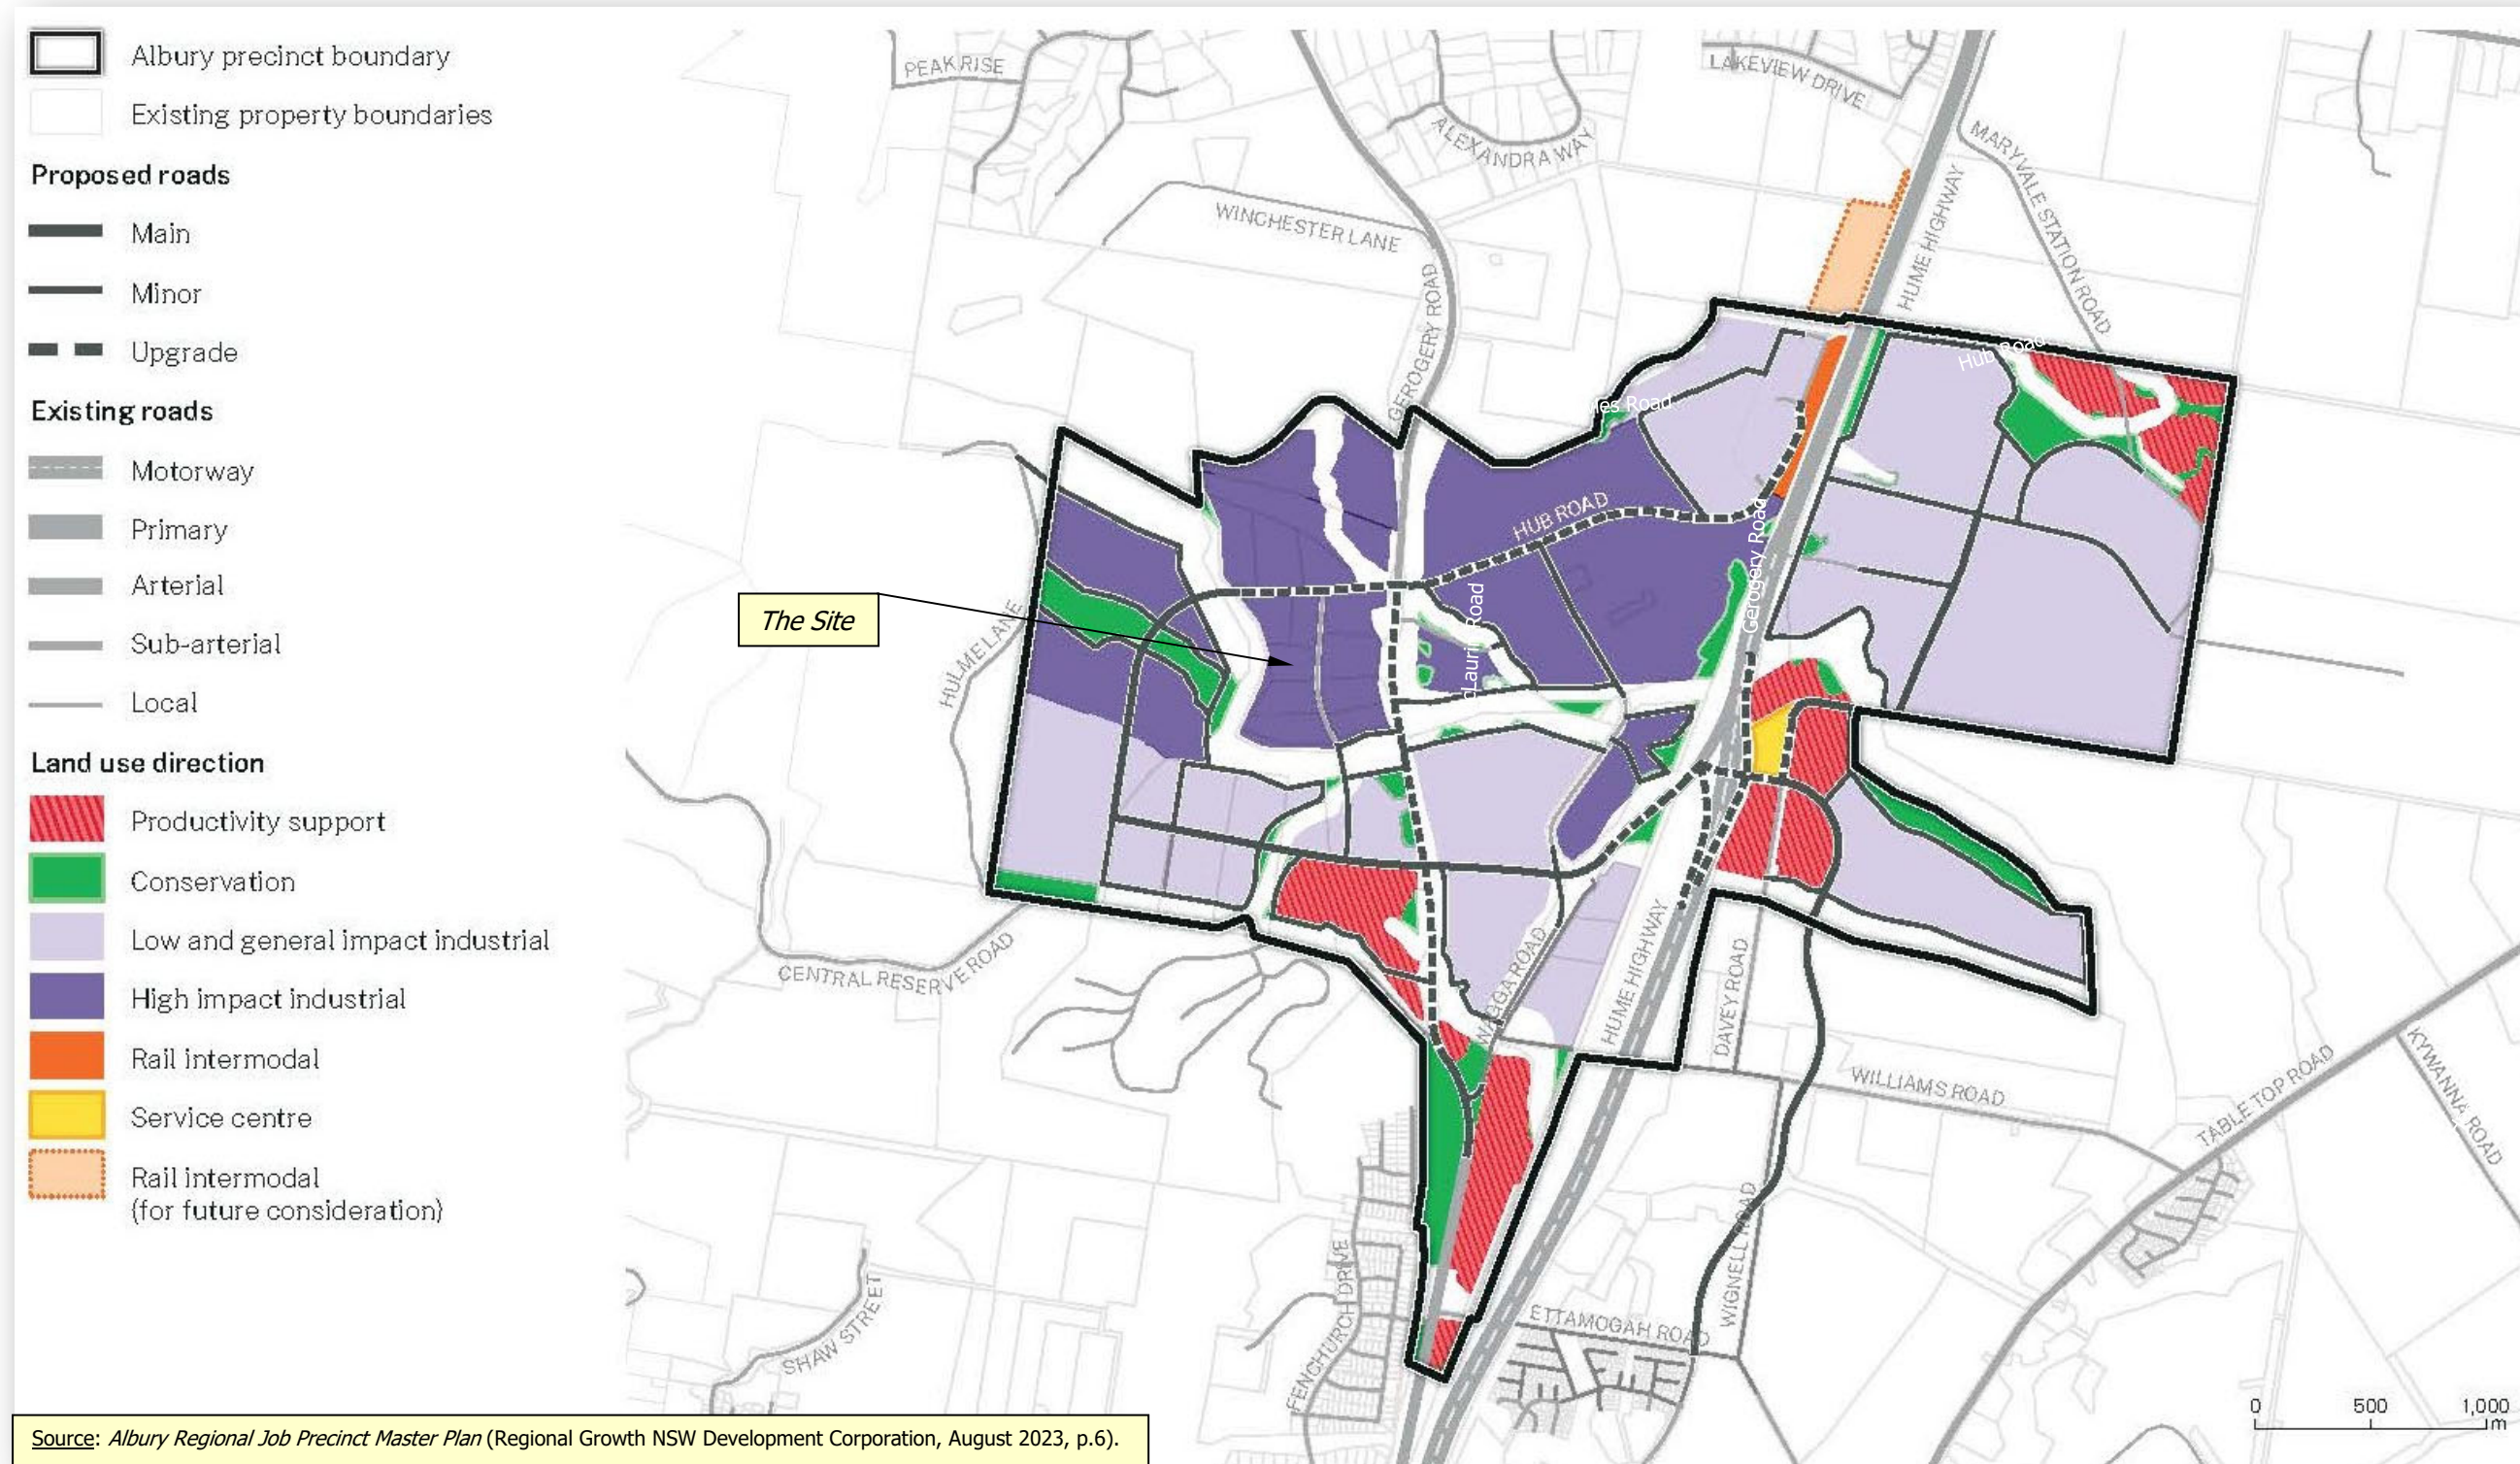 Albury precinct boundary
Existing property boundaries
Proposed roads
Main
Minor
Upgrade
Existing roads
Motorway
Primary
Arterial
Sub-arterial
Local
Land use direction
Productivity support
Conservation
Low and general impact industrial
High impact industrial
Rail intermodal
Service centre
Rail intermodal
(for future consideration)
PEAK RISE
LAKEVIEW DRIVE
ALEXANDRA WAY
MARYVALE STATION ROAD
WINCHESTER LANE
HUME HIGHWAY
GEROGERY ROAD
Hub Road
es Road
HUB ROAD
Gerogery Road
The Site
HULME LANE
Lauri Road
CENTRAL RESERVE ROAD
WAGGA ROAD
HUME HIGHWAY
DAVEY ROAD
WILLIAMS ROAD
TABLE TOP ROAD
KYWANNA ROAD
WIGNELL ROAD
FENCHURCH DRIVE
SHAW STREET
ETTAMOGAH ROAD
0 500 1,000
m
Source: Albury Regional Job Precinct Master Plan (Regional Growth NSW Development Corporation, August 2023, p.6).